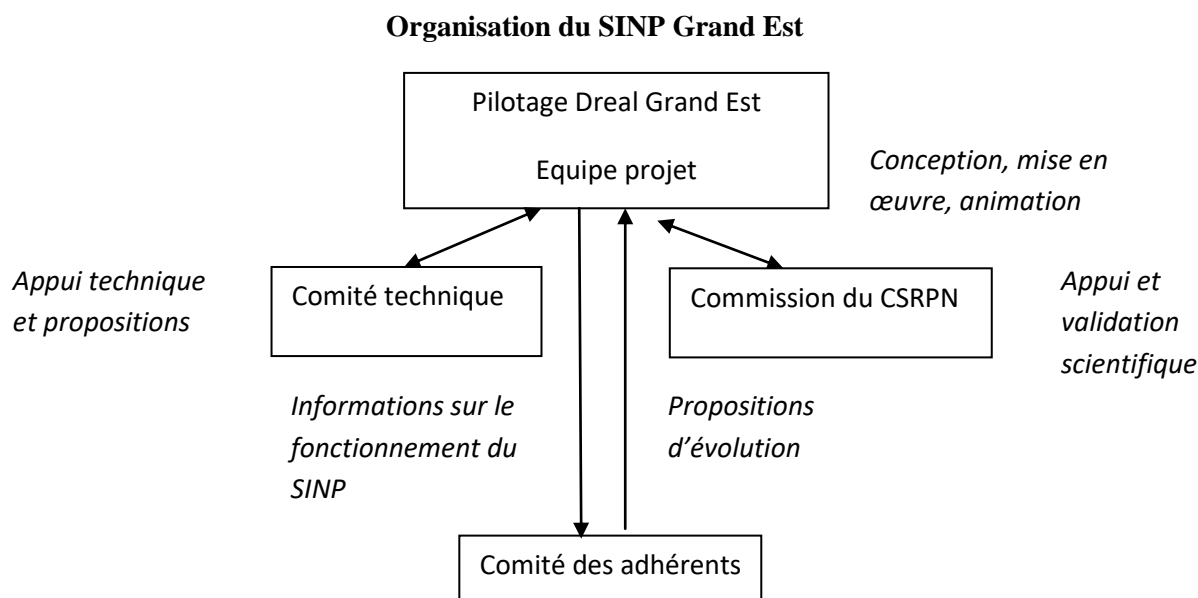 Organisation du SINP Grand Est
Pilotage Dreal Grand Est
Equipe projet
Conception, mise en
œuvre, animation
Appui technique
et propositions
Comité technique
Commission du CSRPN
Appui et
validation
scientifique
Informations sur le
fonctionnement du
SINP
Propositions
d’évolution
Comité des adhérents